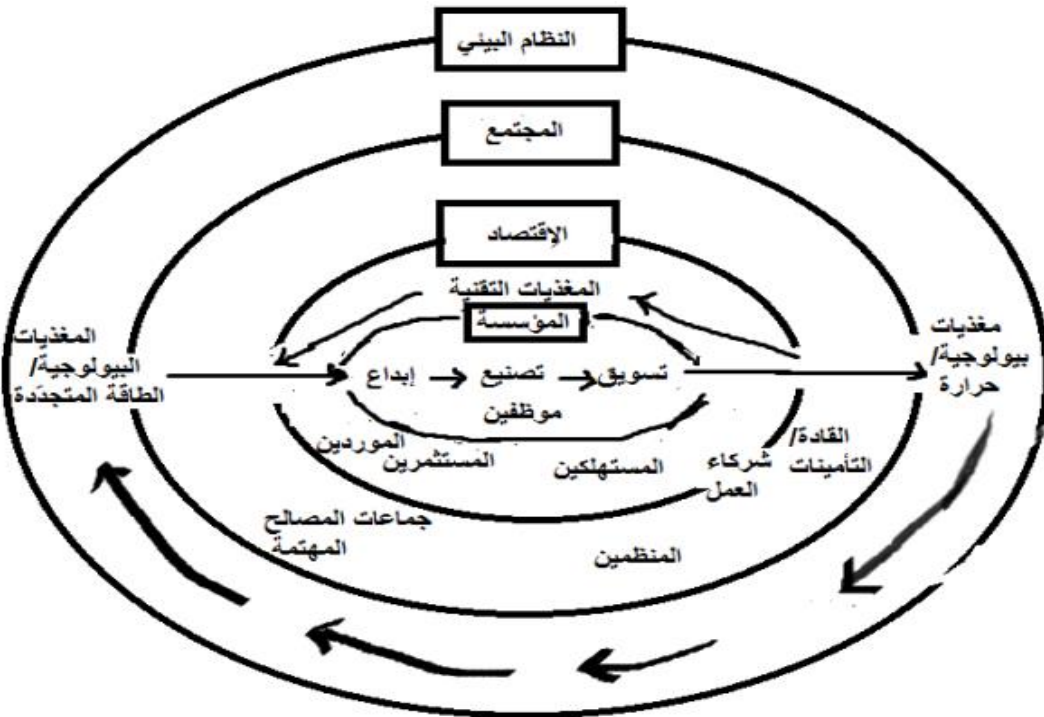 النظام البيئي
المجتمع
الإقتصاد
المغذيات التقنية
المؤسسة
مغذيات
بيولوجية/
حرارة
المغذيات
البيولوجية/
الطاقة المتجددة
إبداع
تصنيع
تسويق
موظفين
الموردين
المستثمرين
المستهلكين
شركاء
العمل
القادة/
التأمينات
جماعات المصالح
المهتمة
المنظمين